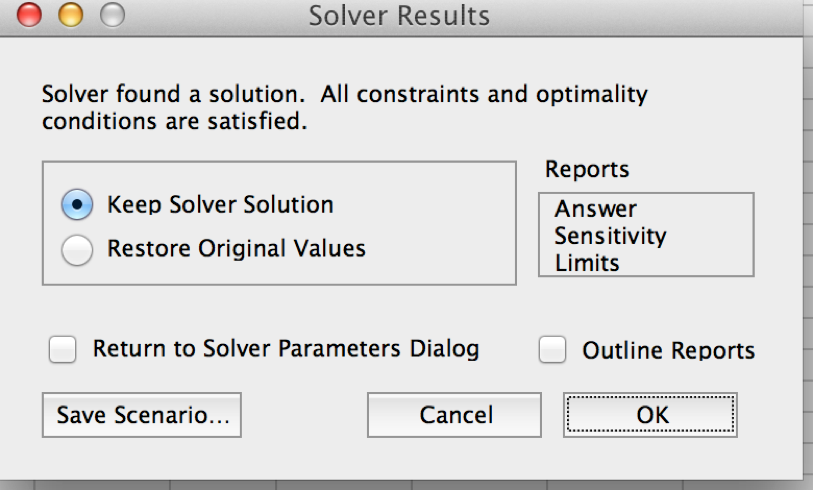 Solver Results
Solver found a solution.  All constraints and optimality
conditions are satisfied.
Keep Solver Solution
Restore Original Values
Reports
Answer
Sensitivity
Limits
Return to Solver Parameters Dialog
Outline Reports
Save Scenario...
Cancel
OK